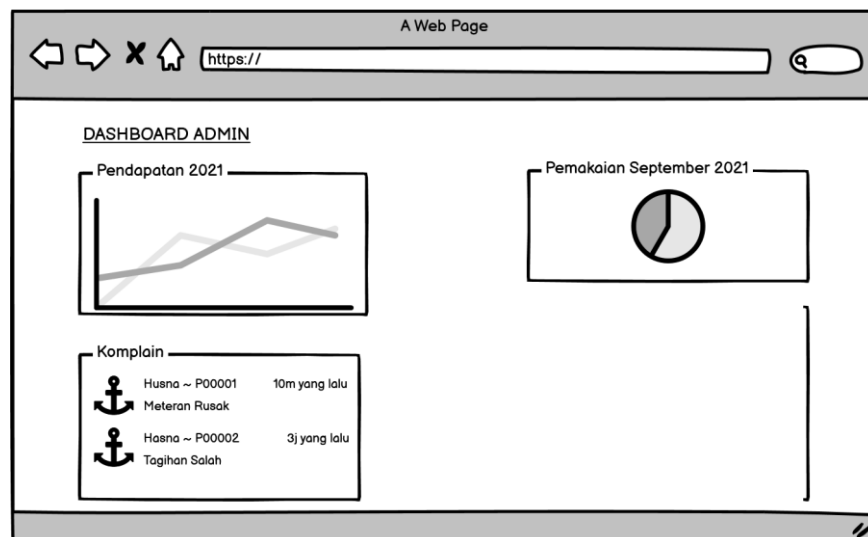 A Web Page
https://
DASHBOARD ADMIN
Pendapatan 2021
Pemakaian September 2021
Komplain
Husna ~ P00001 10m yang lalu
Meteran Rusak
Hasna ~ P00002 3j yang lalu
Tagihan Salah